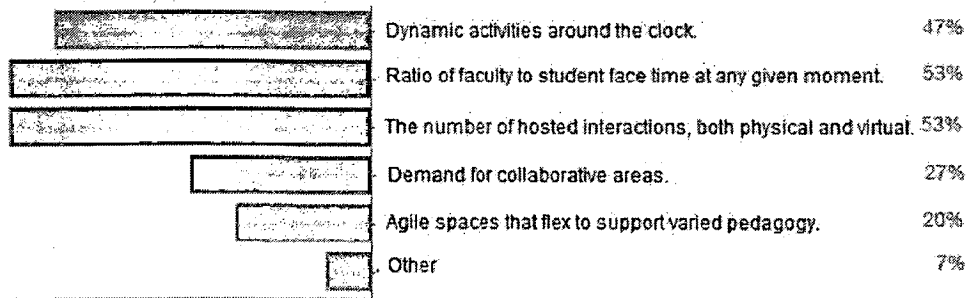 Dynamic activities around the clock. 47%
Ratio of faculty to student face time at any given moment. 53%
The number of hosted interactions, both physical and virtual. 53%
Demand for collaborative areas. 27%
Agile spaces that flex to support varied pedagogy. 20%
Other 7%